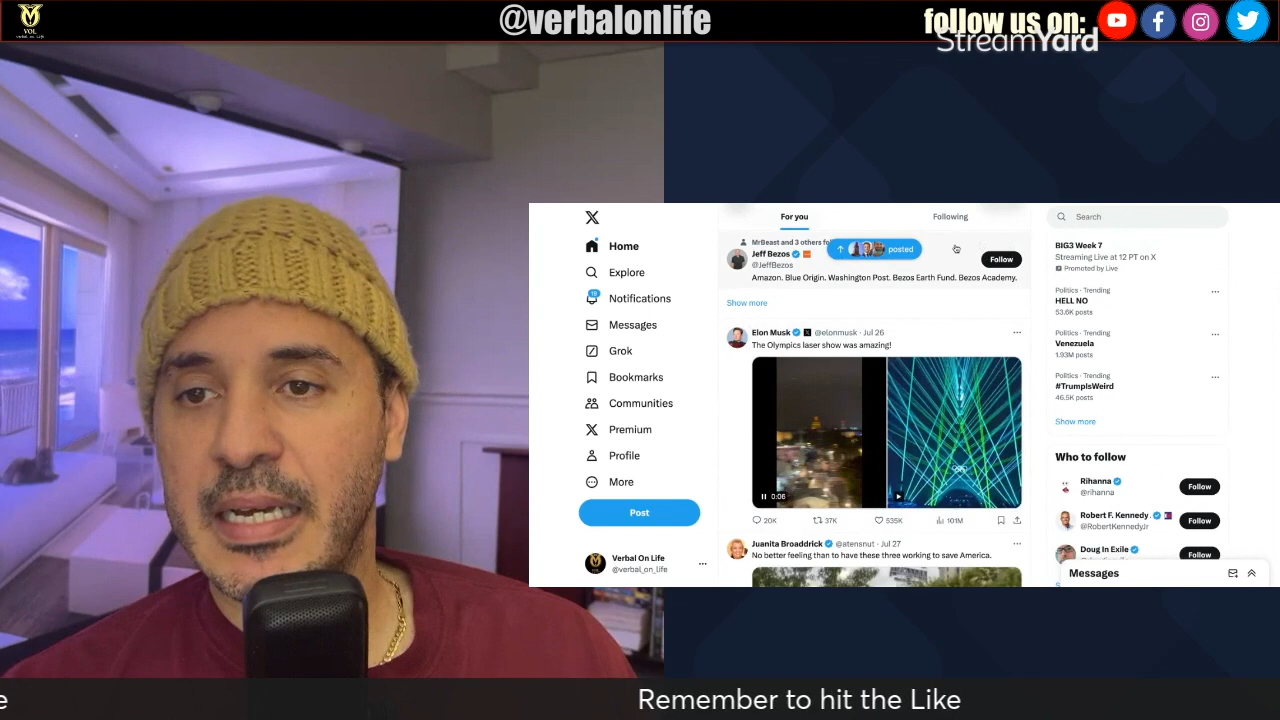 VOL
@verbalonlife
follow us on:
StreamYard
For you
Following
Search
Home
Explore
19
Notifications
Messages
Grok
Bookmarks
Communities
Premium
Profile
More
Post
Verbal On Life
@verbal_on_life
MrBeast and 3 others fo
posted
Jeff Bezos
@JeffBezos
Follow
Amazon. Blue Origin. Washington Post. Bezos Earth Fund. Bezos Academy.
Show more
Elon Musk @elonmusk · Jul 26
The Olympics laser show was amazing!
0:06
20K 37K 535K 101M
Juanita Broaddrick @atensnut · Jul 27
No better feeling than to have these three working to save America.
BIG3 Week 7
Streaming Live at 12 PT on X
Promoted by Live
Politics · Trending
HELL NO
53.6K posts
Politics · Trending
Venezuela
1.93M posts
Politics · Trending
#TrumpIsWeird
46.5K posts
Show more
Who to follow
Rihanna
@rihanna
Follow
Robert F. Kennedy .
@RobertKennedyJr
Follow
Doug In Exile
Follow
Messages
e
Remember to hit the Like